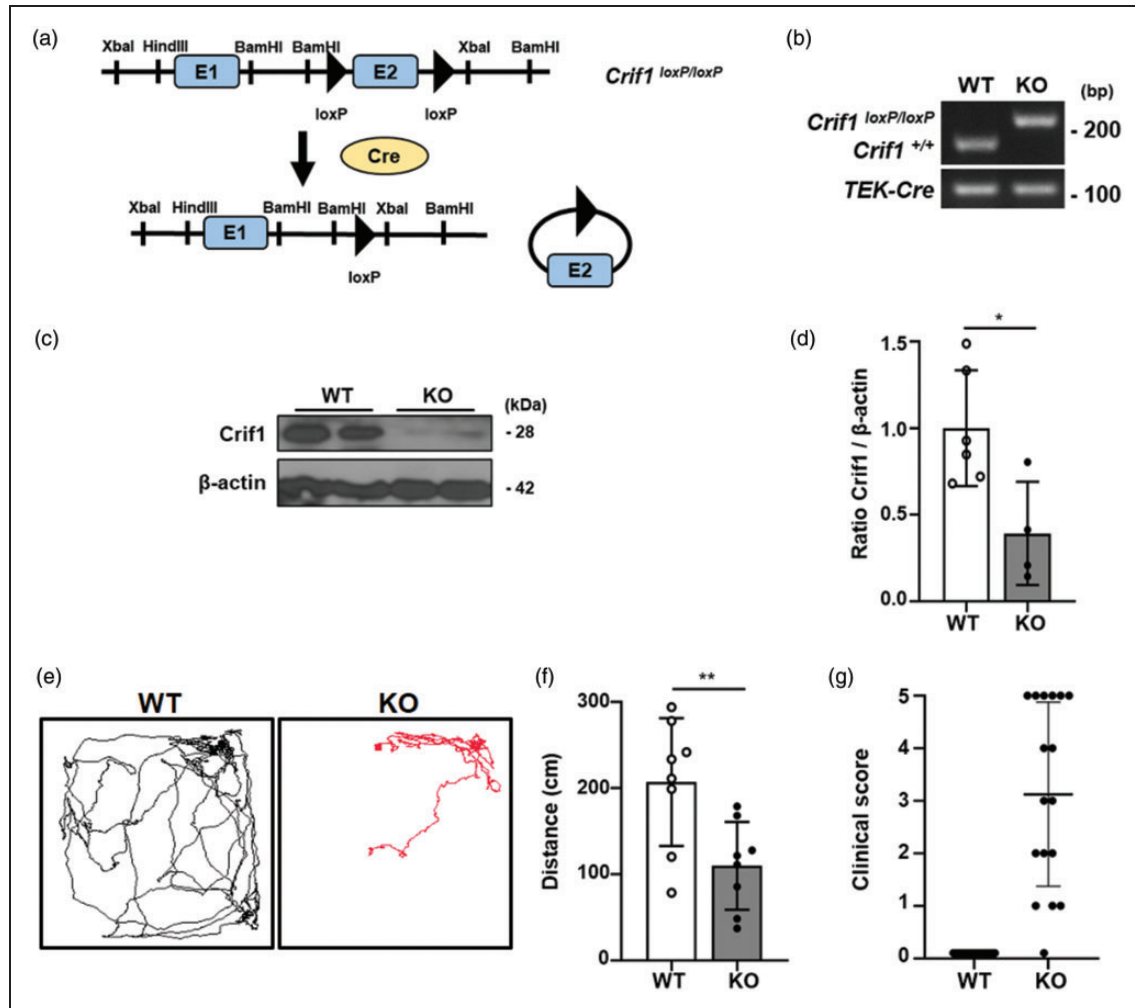 (a)
XbaI HindIII BamHI BamHI XbaI BamHI
E1 E2
Crif1 loxP/loxP
loxP loxP
Cre
XbaI HindIII BamHI BamHI XbaI BamHI
E1
loxP
E2
(b)
WT KO (bp)
Crif1 loxP/loxP
- 200
Crif1 +/+
TEK-Cre - 100
(c)
WT KO (kDa)
Crif1 - 28
β-actin - 42
(d)
*
Ratio Crif1 / β-actin
1.5
1.0
0.5
0.0
WT KO
(e)
WT KO
(f)
**
Distance (cm)
300
200
100
0
WT KO
(g)
Clinical score
5
4
3
2
1
0
WT KO